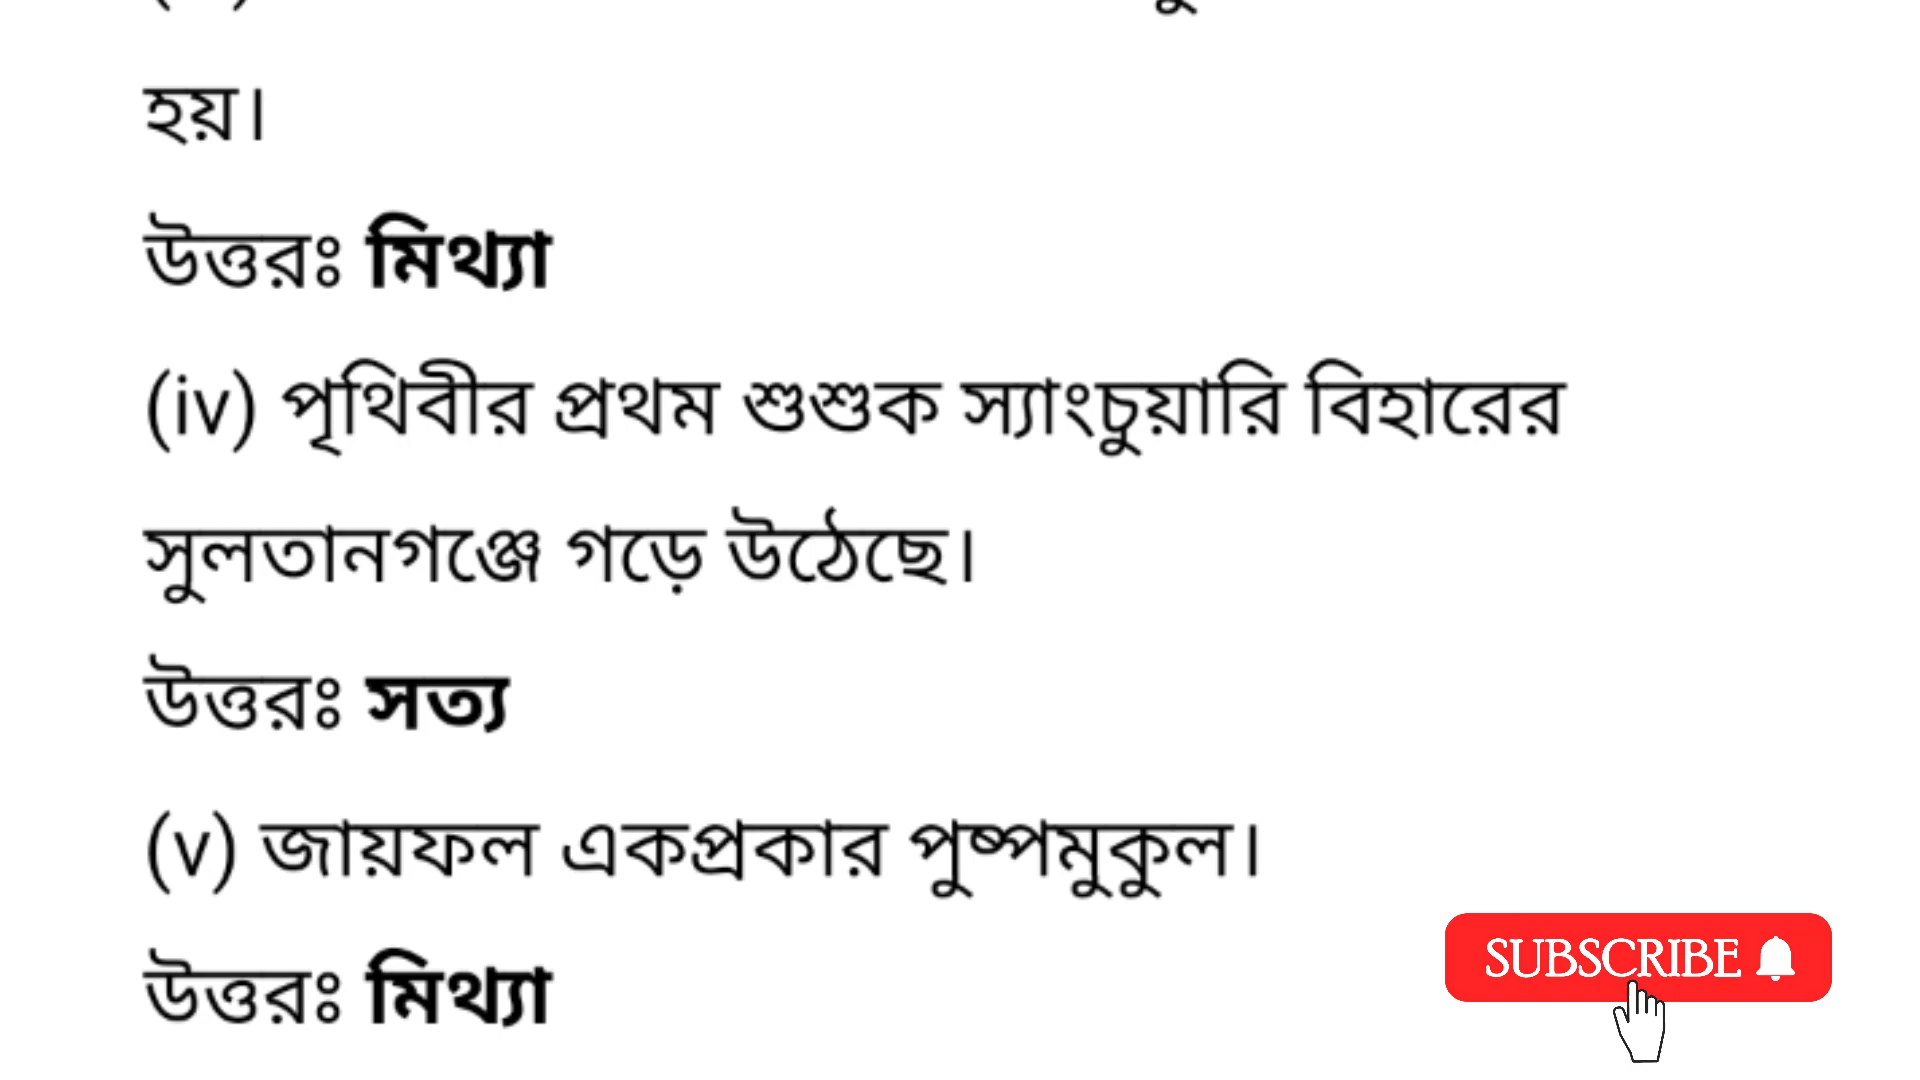 হয়।
উত্তরঃ মিথ্যা
(iv) পৃথিবীর প্রথম শুশুক স্যাংচুয়ারি বিহারের
সুলতানগঞ্জে গড়ে উঠেছে।
উত্তরঃ সত্য
(v) জায়ফল একপ্রকার পুষ্পমুকুল।
উত্তরঃ মিথ্যা
SUBSCRIBE